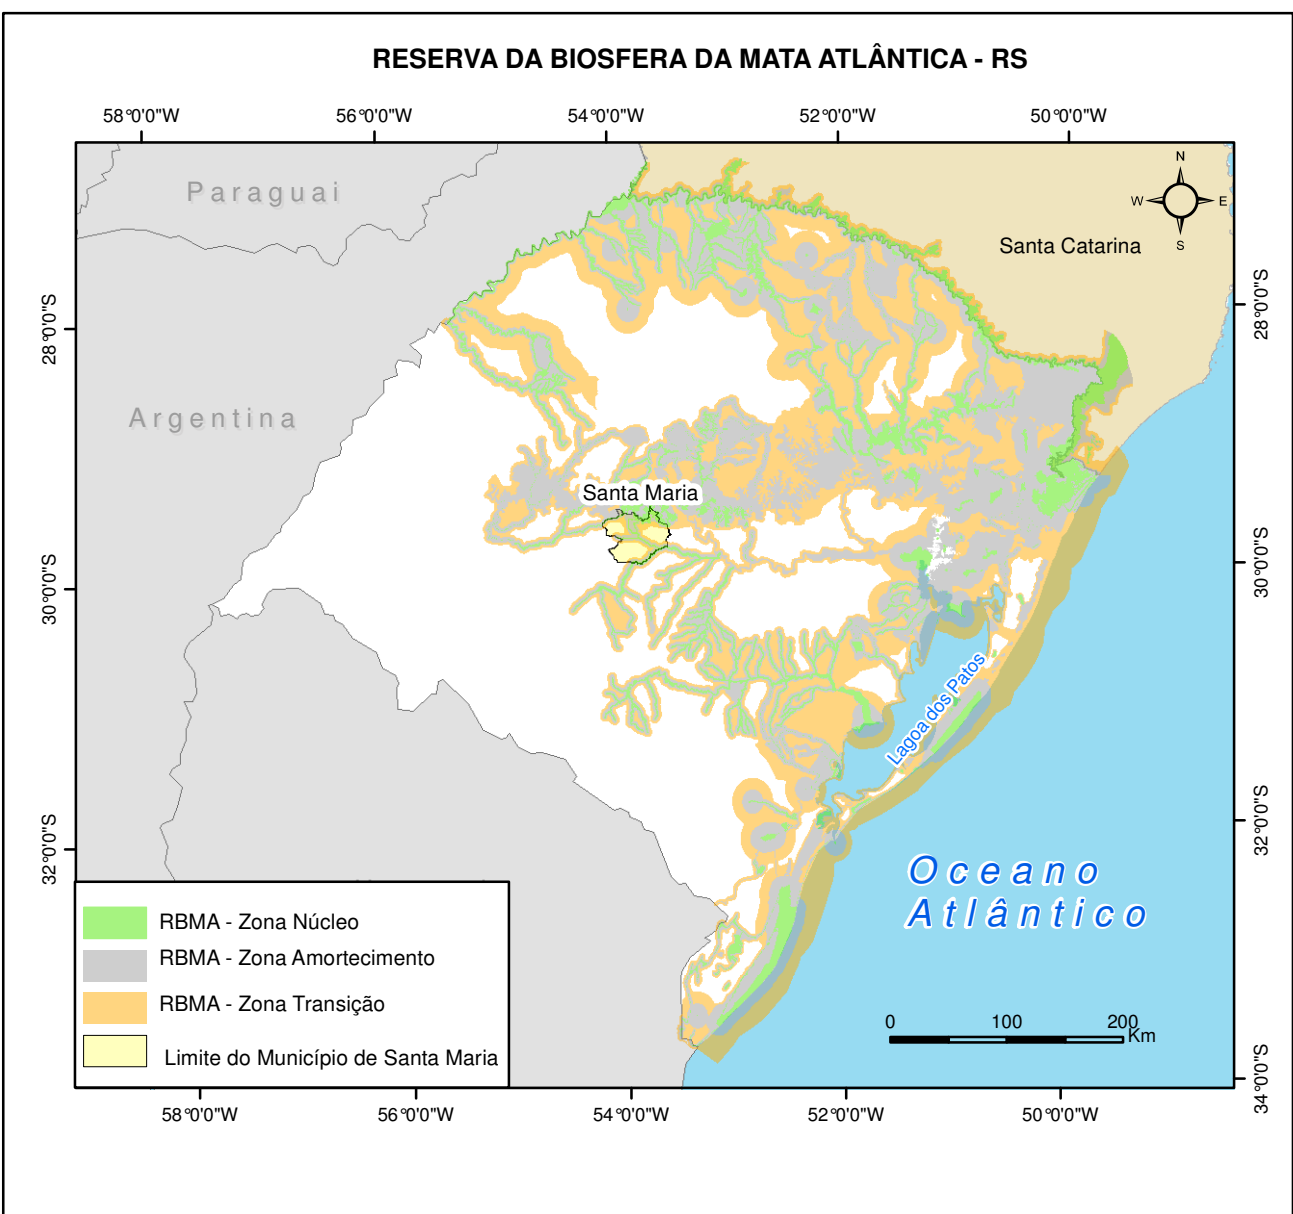 RESERVA DA BIOSFERA DA MATA ATLÂNTICA - RS
58°0'0"W 56°0'0"W 54°0'0"W 52°0'0"W 50°0'0"W
N
W E
S
Paraguai
Santa Catarina
28°0'0"S
28°0'0"S
Argentina
Santa Maria
30°0'0"S
30°0'0"S
Lagoa dos Patos
32°0'0"S
32°0'0"S
Oceano
Atlântico
RBMA - Zona Núcleo
RBMA - Zona Amortecimento
RBMA - Zona Transição
Limite do Município de Santa Maria
0 100 200
Km
34°0'0"S
58°0'0"W 56°0'0"W 54°0'0"W 52°0'0"W 50°0'0"W